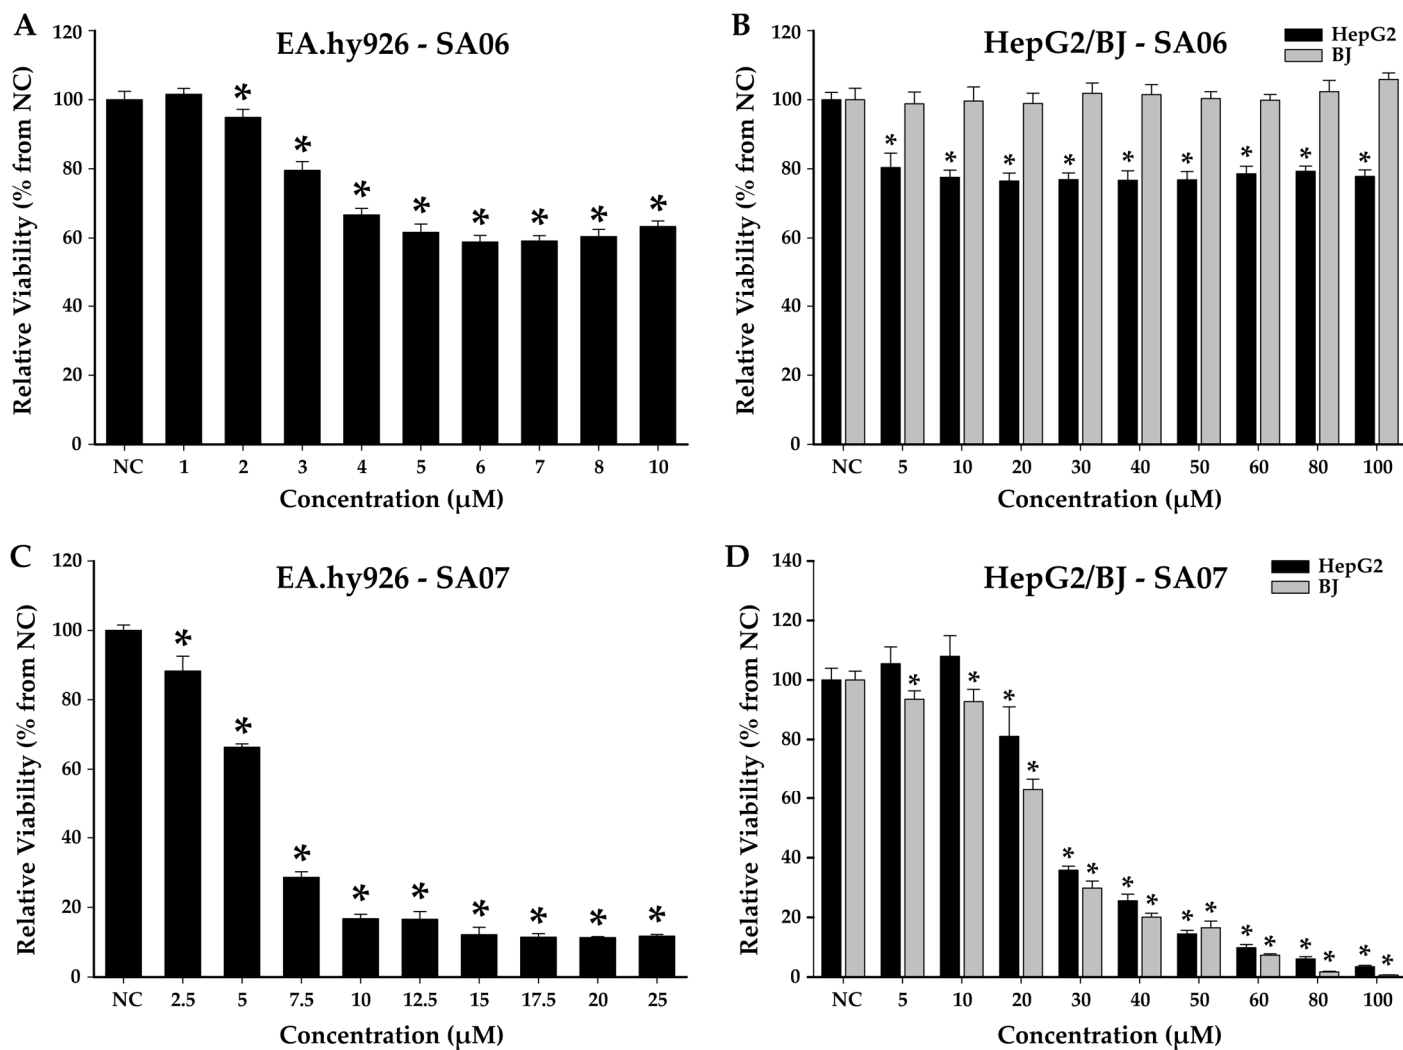 A
EA.hy926 - SA06
Relative Viability (% from NC)
120
100
80
60
40
20
0
* * * * * * * *
NC 1 2 3 4 5 6 7 8 10
Concentration (μM)
B
HepG2/BJ - SA06
HepG2
BJ
Relative Viability (% from NC)
120
100
80
60
40
20
0
* * * * * * * * *
NC 5 10 20 30 40 50 60 80 100
Concentration (μM)
C
EA.hy926 - SA07
Relative Viability (% from NC)
120
100
80
60
40
20
0
* * * * * * * * *
NC 2.5 5 7.5 10 12.5 15 17.5 20 25
Concentration (μM)
D
HepG2/BJ - SA07
HepG2
BJ
Relative Viability (% from NC)
140
120
100
80
60
40
20
0
* * * * * * * * * * * * * * * * *
NC 5 10 20 30 40 50 60 80 100
Concentration (μM)